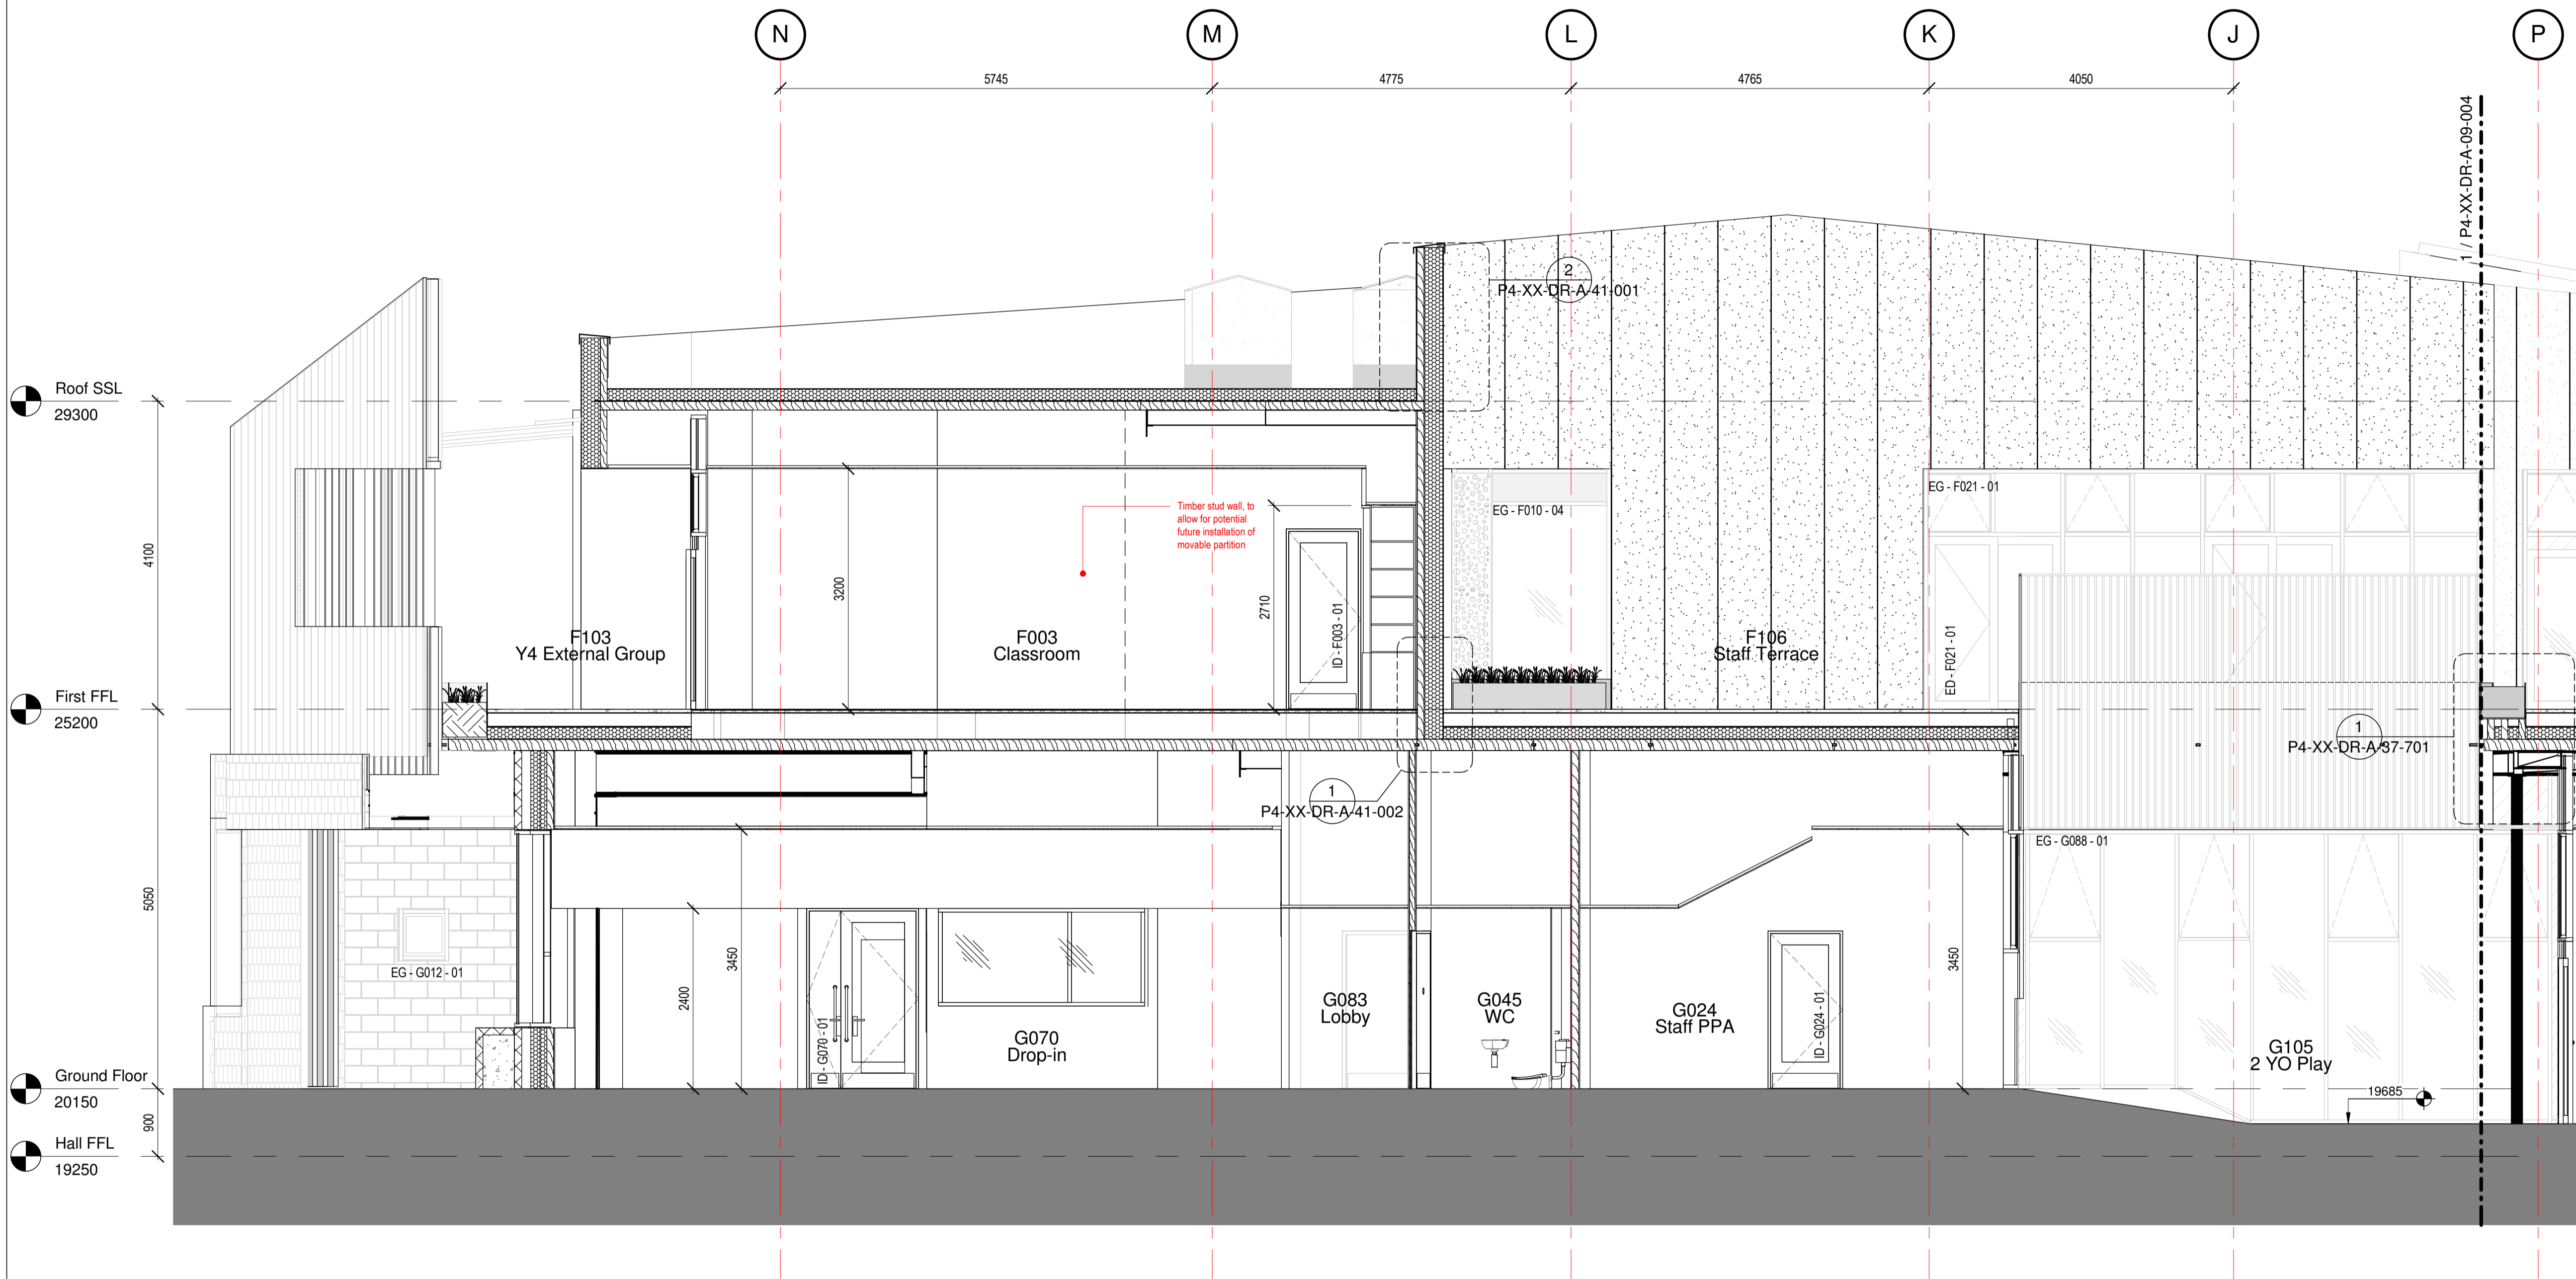 N
M
L
K
J
P
5745
4775
4765
4050
1 / P4-XX-DR-A-09-004
2
P4-XX-DR-A-41-001
Roof SSL
29300
4100
First FFL
25200
5050
Ground Floor
20150
900
Hall FFL
19250
EG - F021 - 01
EG - F010 - 04
Timber stud wall, to
allow for potential
future installation of
movable partition
3200
2710
ID - F003 - 01
F103
Y4 External Group
F003
Classroom
F106
Staff Terrace
ED - F021 - 01
1
P4-XX-DR-A-37-701
1
P4-XX-DR-A-41-002
EG - G088 - 01
EG - G012 - 01
2400
3450
ID - G070 - 01
G070
Drop-in
G083
Lobby
G045
WC
G024
Staff PPA
ID - G024 - 01
3450
G105
2 YO Play
19685